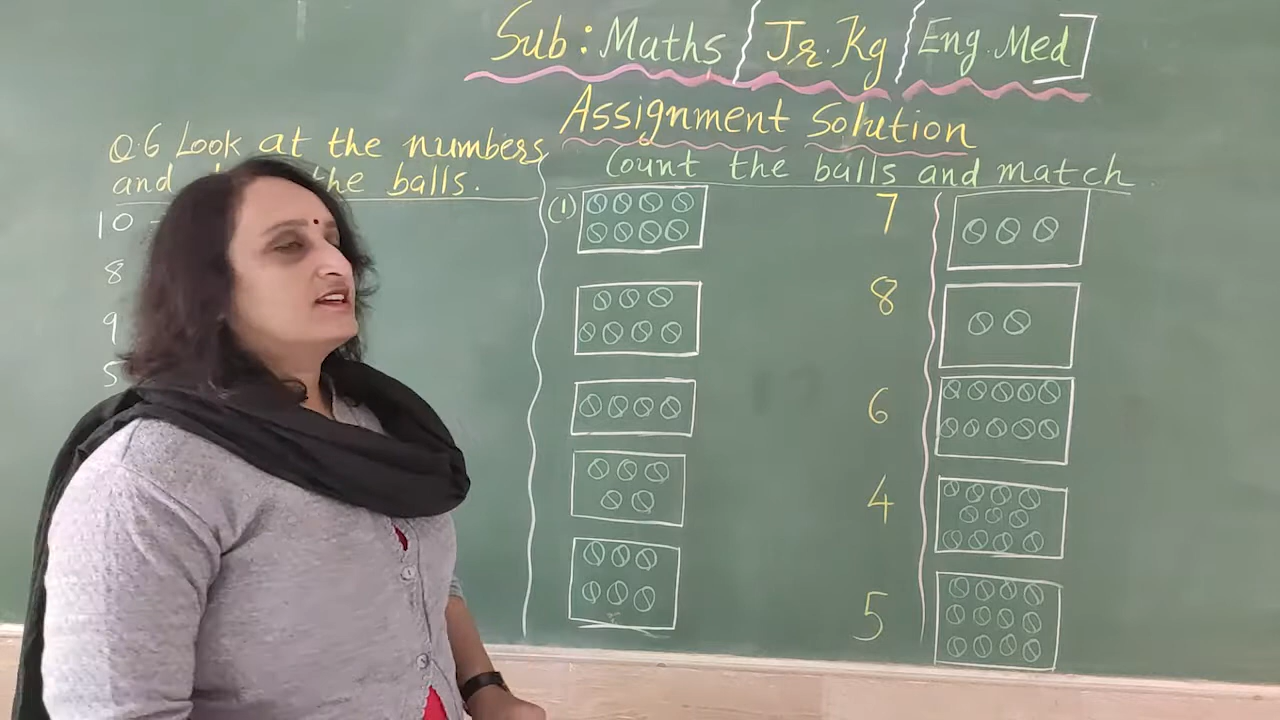 Sub: Maths Jr. Kg Eng. Med
Assignment Solution
Q.6 Look at the numbers
and the balls.
10 -
8
9
5
Count the balls and match
(1) 7
8
6
4
5